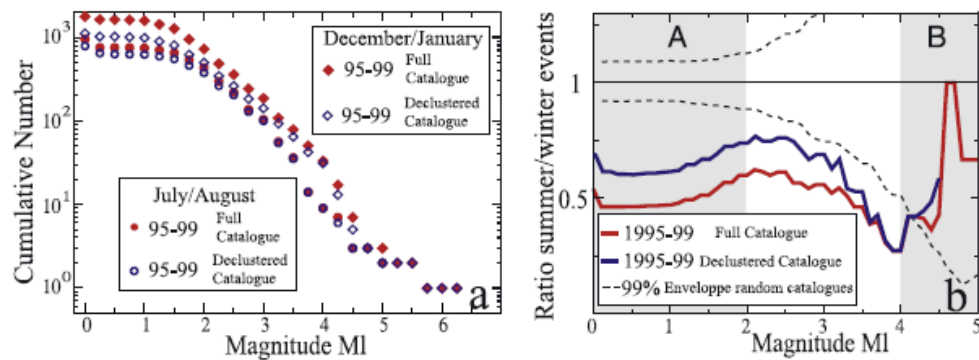 Cumulative Number
10³
10²
10¹
10⁰
0 1 2 3 4 5 6
Magnitude Ml
December/January
95-99 Full Catalogue
95-99 Declustered Catalogue
July/August
95-99 Full Catalogue
95-99 Declustered Catalogue
a
Ratio summer/winter events
1
0.5
0 1 2 3 4 5
Magnitude Ml
A
B
1995-99 Full Catalogue
1995-99 Declustered Catalogue
99% Enveloppe random catalogues
b